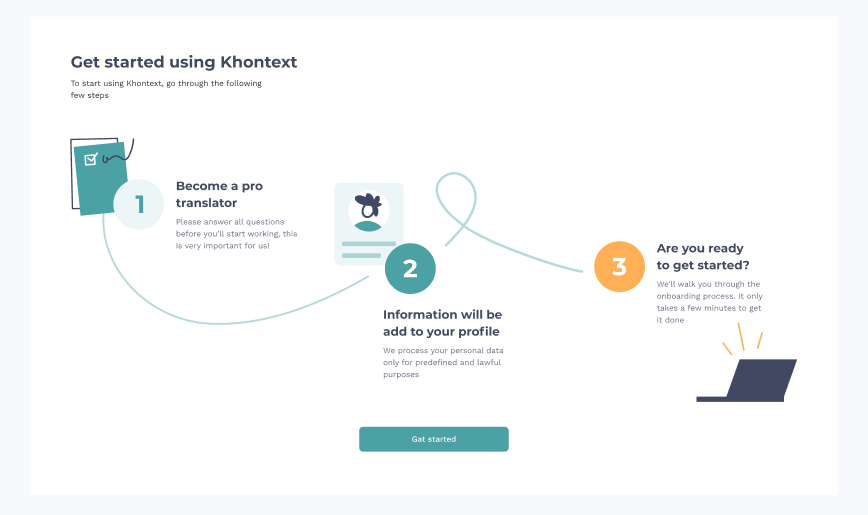 Get started using Khontext
To start using Khontext, go through the following
few steps
1
Become a pro
translator
Please answer all questions
before you'll start working, this
is very important for us!
2
Information will be
add to your profile
We process your personal data
only for predefined and lawful
purposes
3
Are you ready
to get started?
We'll walk you through the
onboarding process. It only
takes a few minutes to get
it done
Gat started